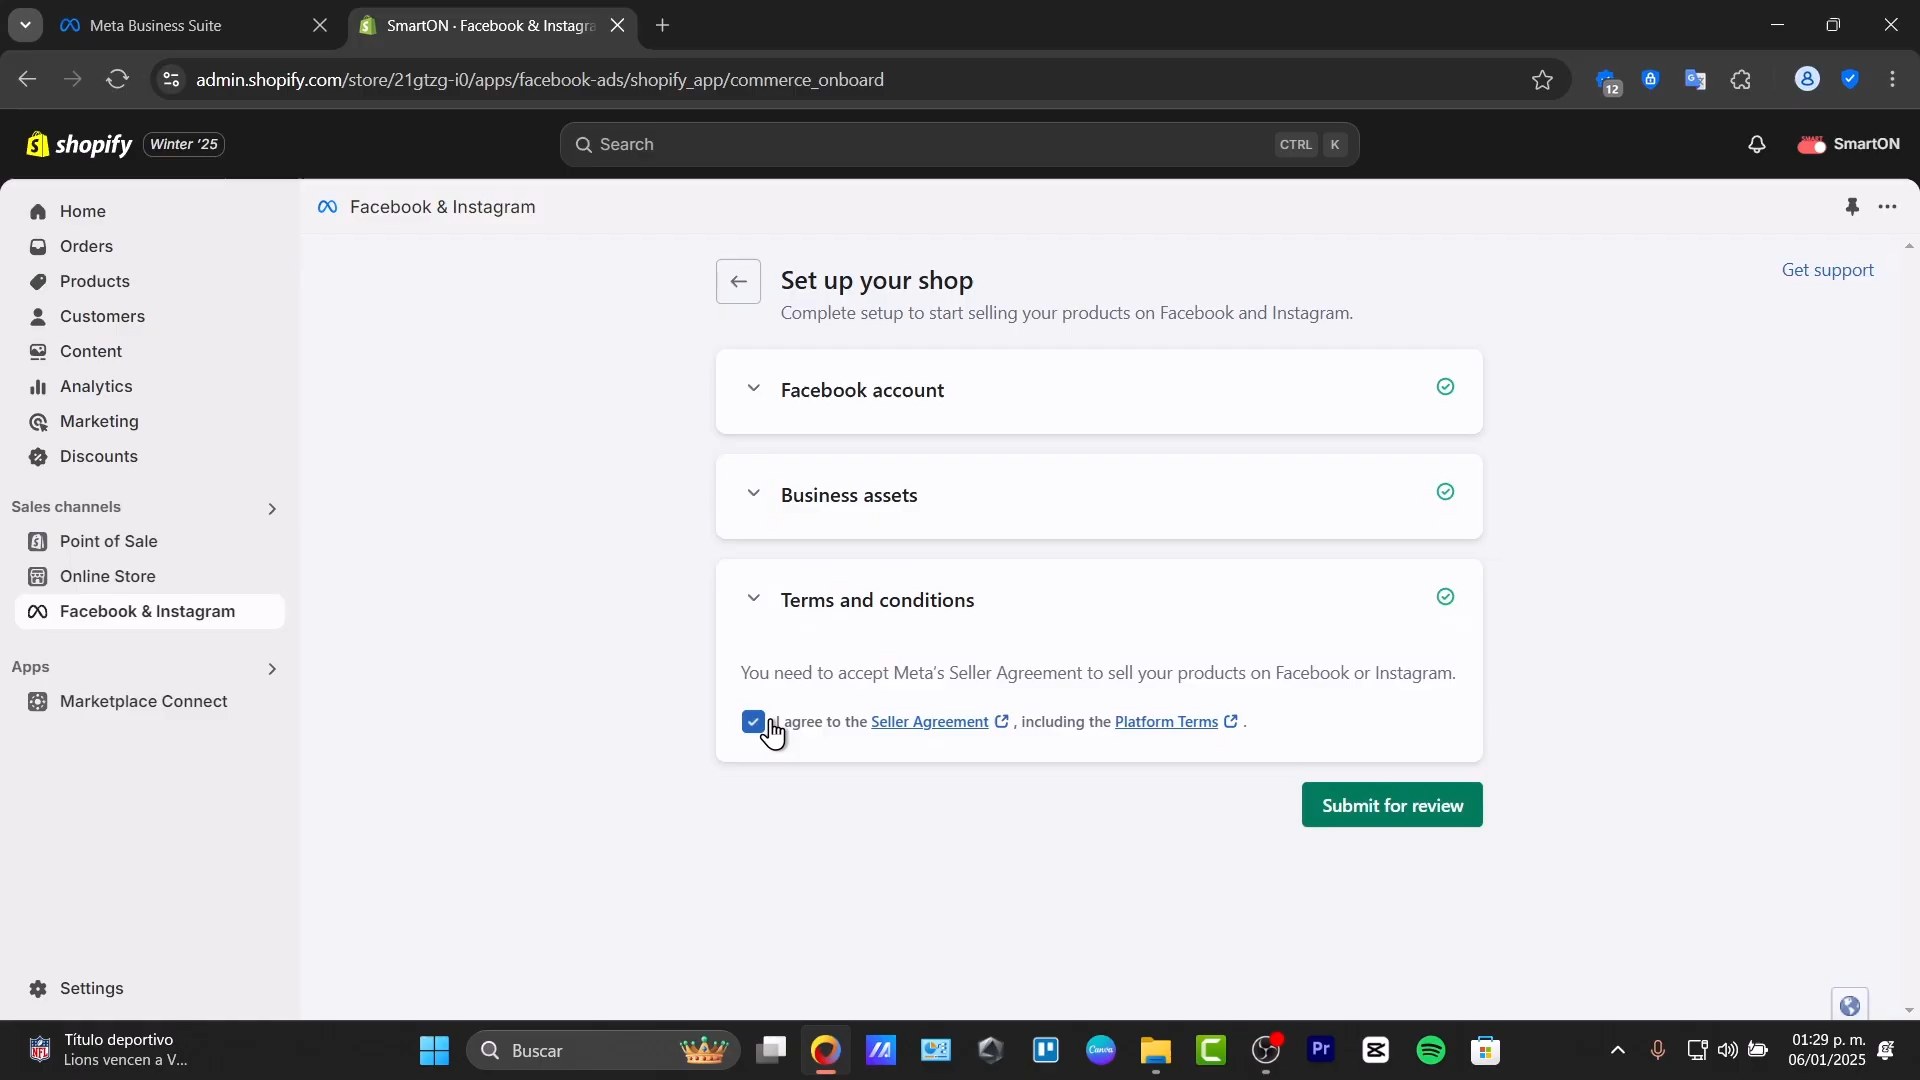 Meta Business Suite
SmartON · Facebook & Instagra
admin.shopify.com/store/21gtzg-i0/apps/facebook-ads/shopify_app/commerce_onboard
12
shopify
Winter '25
Search
CTRL K
SMART
SmartON
Home
Orders
Products
Customers
Content
Analytics
Marketing
Discounts
Sales channels
Point of Sale
Online Store
Facebook & Instagram
Apps
Marketplace Connect
Settings
Facebook & Instagram
Get support
Set up your shop
Complete setup to start selling your products on Facebook and Instagram.
Facebook account
Business assets
Terms and conditions
You need to accept Meta's Seller Agreement to sell your products on Facebook or Instagram.
I agree to the Seller Agreement , including the Platform Terms .
Submit for review
NFL
Título deportivo
Lions vencen a V...
Buscar
Canva
Pr
01:29 p. m.
06/01/2025